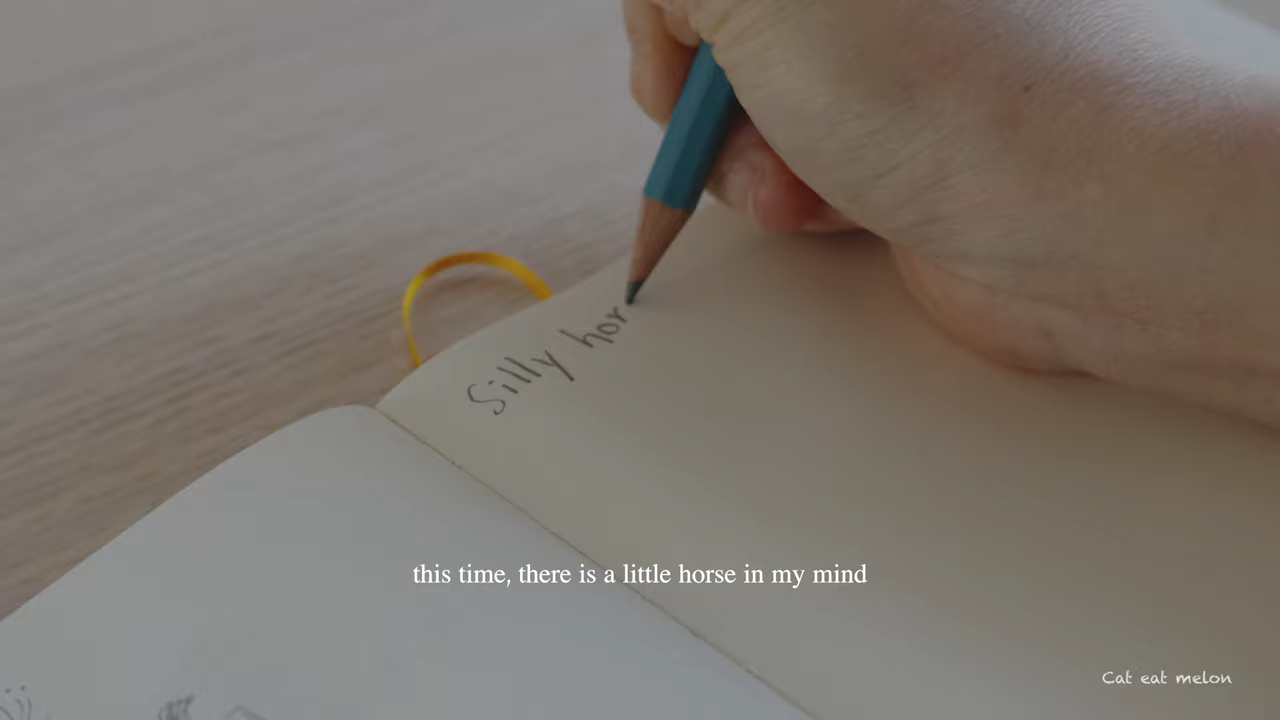 Silly hor
this time, there is a little horse in my mind
Cat eat melon